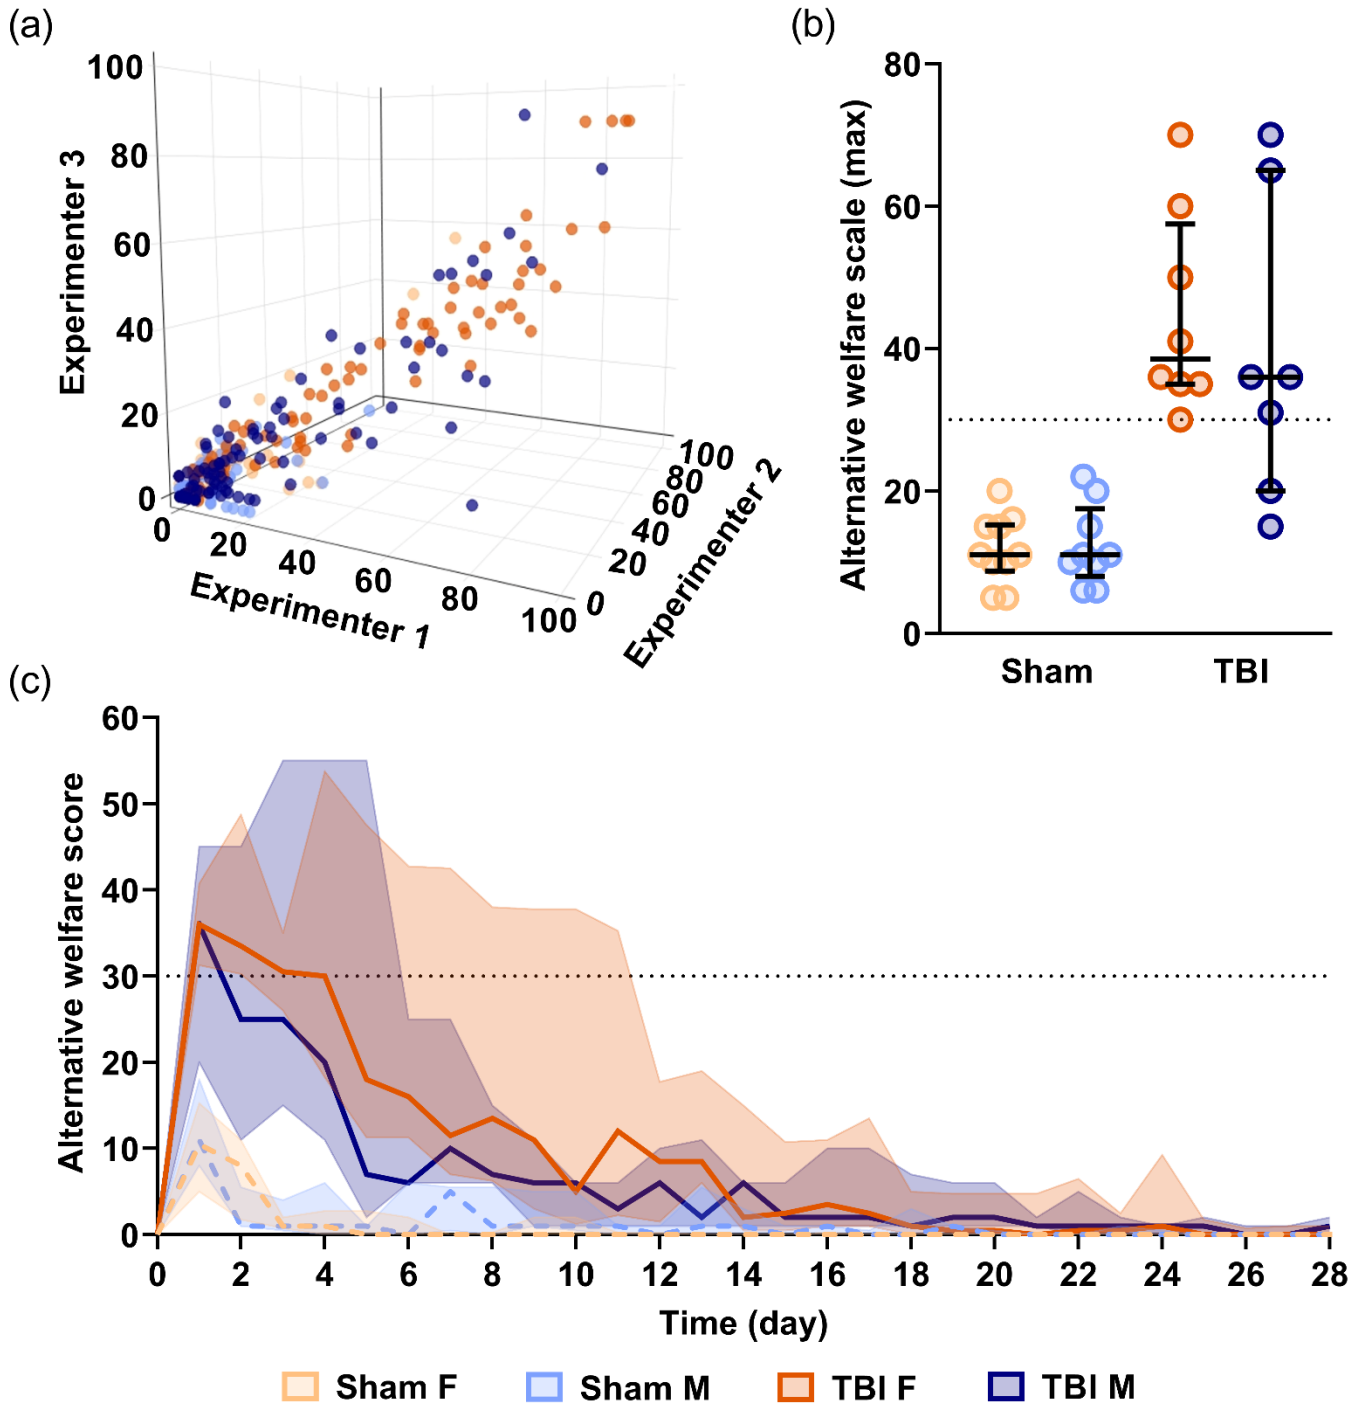 (a)
100
80
60
40
20
0
Experimenter 3
0
20
40
60
80
100
Experimenter 1
0
20
40
60
80
100
Experimenter 2
(b)
80
60
40
20
0
Alternative welfare scale (max)
Sham
TBI
(c)
60
50
40
30
20
10
0
Alternative welfare score
0 2 4 6 8 10 12 14 16 18 20 22 24 26 28
Time (day)
Sham F
Sham M
TBI F
TBI M